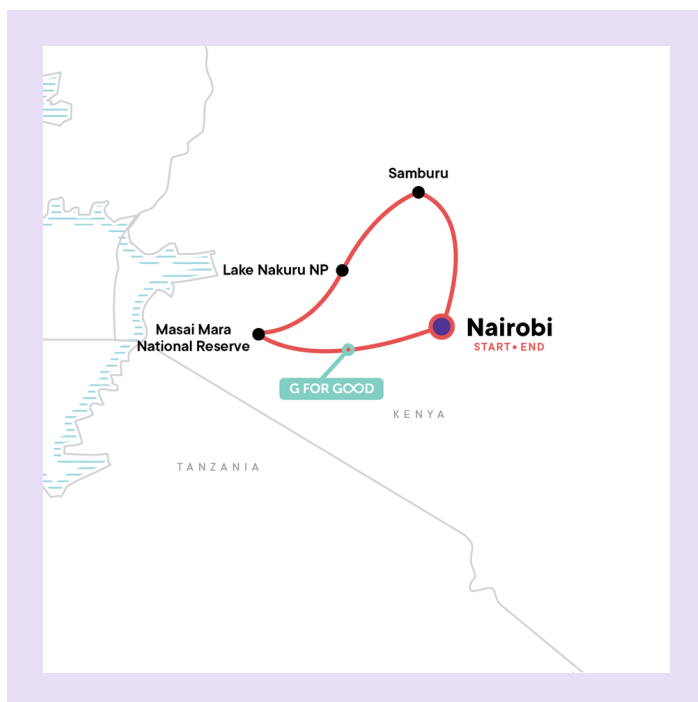 Samburu
Lake Nakuru NP
Masai Mara
National Reserve
Nairobi
START • END
G FOR GOOD
KENYA
TANZANIA